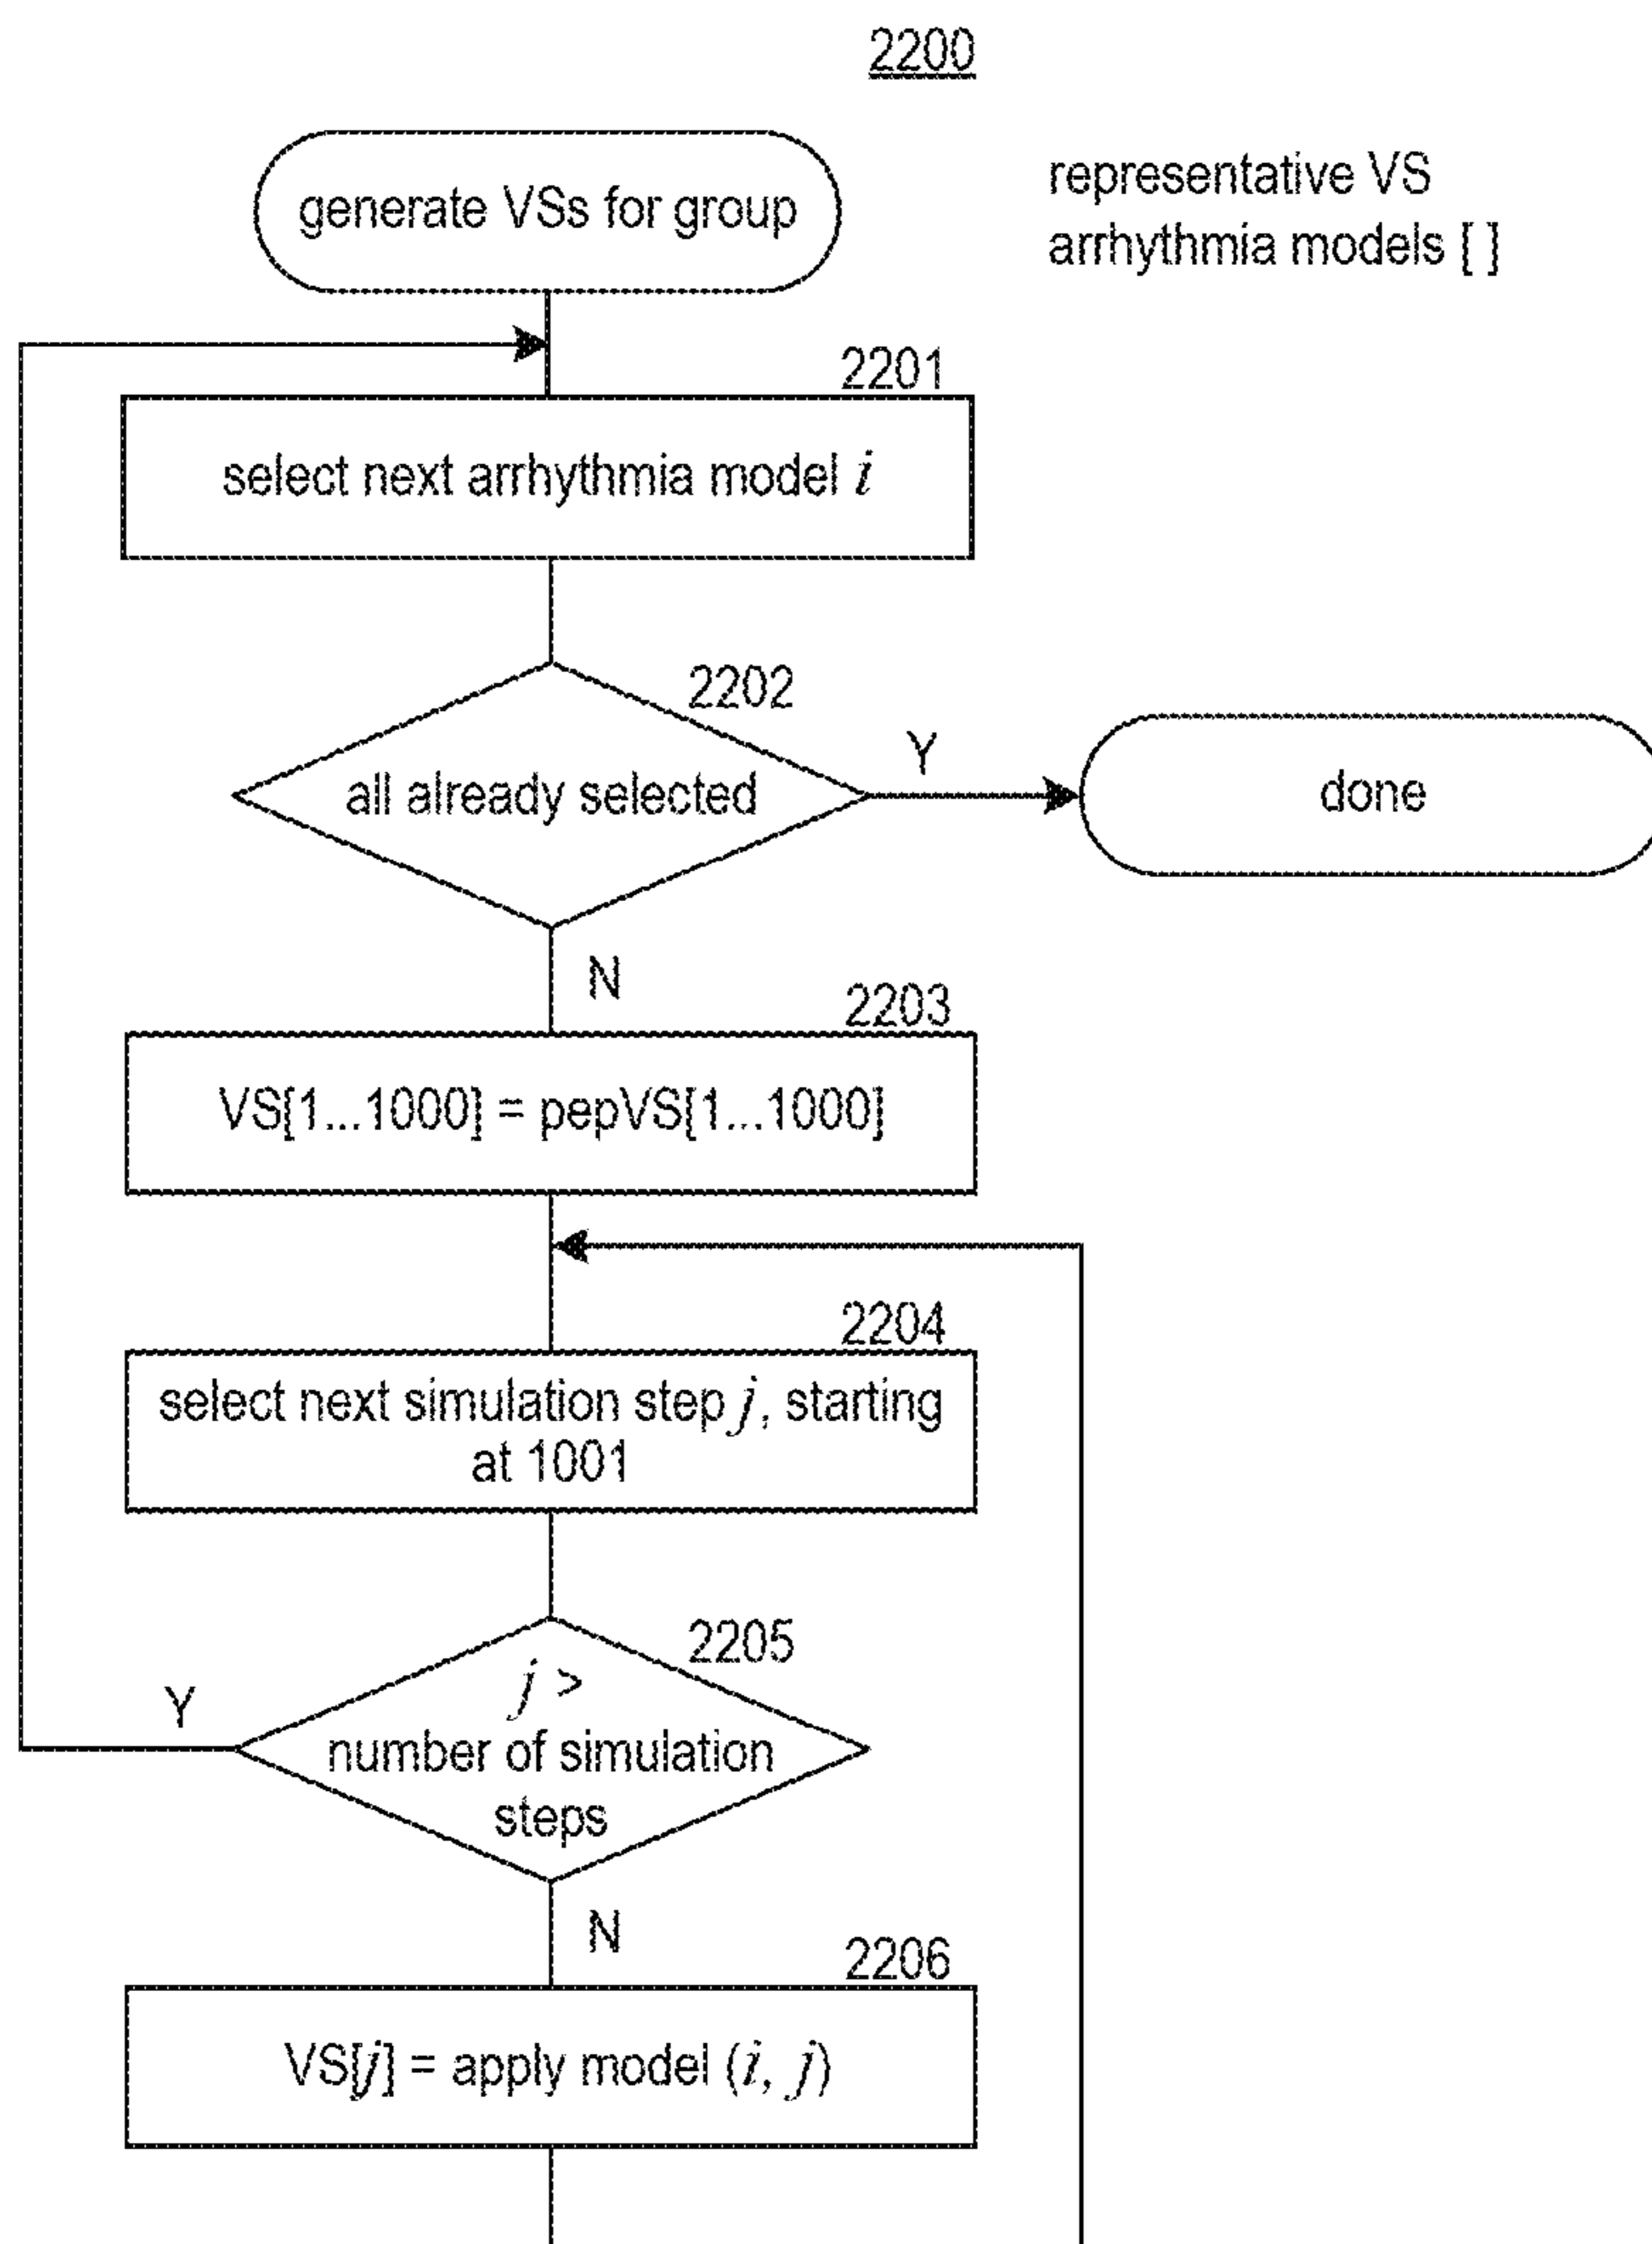 2200
generate VSs for group
representative VS
arrhythmia models [ ]
2201
select next arrhythmia model i
2202
all already selected
Y
done
N
2203
VS[1...1000] = pepVS[1...1000]
2204
select next simulation step j, starting
at 1001
2205
j >
number of simulation
steps
Y
N
2206
VS[j] = apply model (i, j)